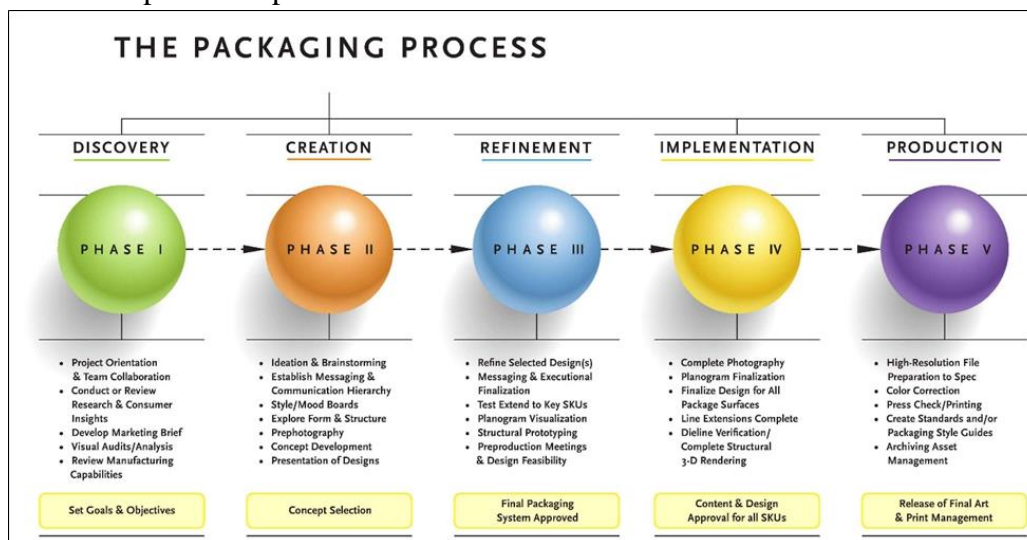 THE PACKAGING PROCESS
DISCOVERY
PHASE I
• Project Orientation
& Team Collaboration
• Conduct or Review
Research & Consumer
Insights
• Develop Marketing Brief
• Visual Audits/Analysis
• Review Manufacturing
Capabilities
Set Goals & Objectives
CREATION
PHASE II
• Ideation & Brainstorming
• Establish Messaging &
Communication Hierarchy
• Style/Mood Boards
• Explore Form & Structure
• Prephotography
• Concept Development
• Presentation of Designs
Concept Selection
REFINEMENT
PHASE III
• Refine Selected Design(s)
• Messaging & Executional
Finalization
• Test Extend to Key SKUs
• Planogram Visualization
• Structural Prototyping
• Preproduction Meetings
& Design Feasibility
Final Packaging
System Approved
IMPLEMENTATION
PHASE IV
• Complete Photography
• Planogram Finalization
• Finalize Design for All
Package Surfaces
• Line Extensions Complete
• Dieline Verification/
Complete Structural
3-D Rendering
Content & Design
Approval for all SKUs
PRODUCTION
PHASE V
• High-Resolution File
Preparation to Spec
• Color Correction
• Press Check/Printing
• Create Standards and/or
Packaging Style Guides
• Archiving Asset
Management
Release of Final Art
& Print Management